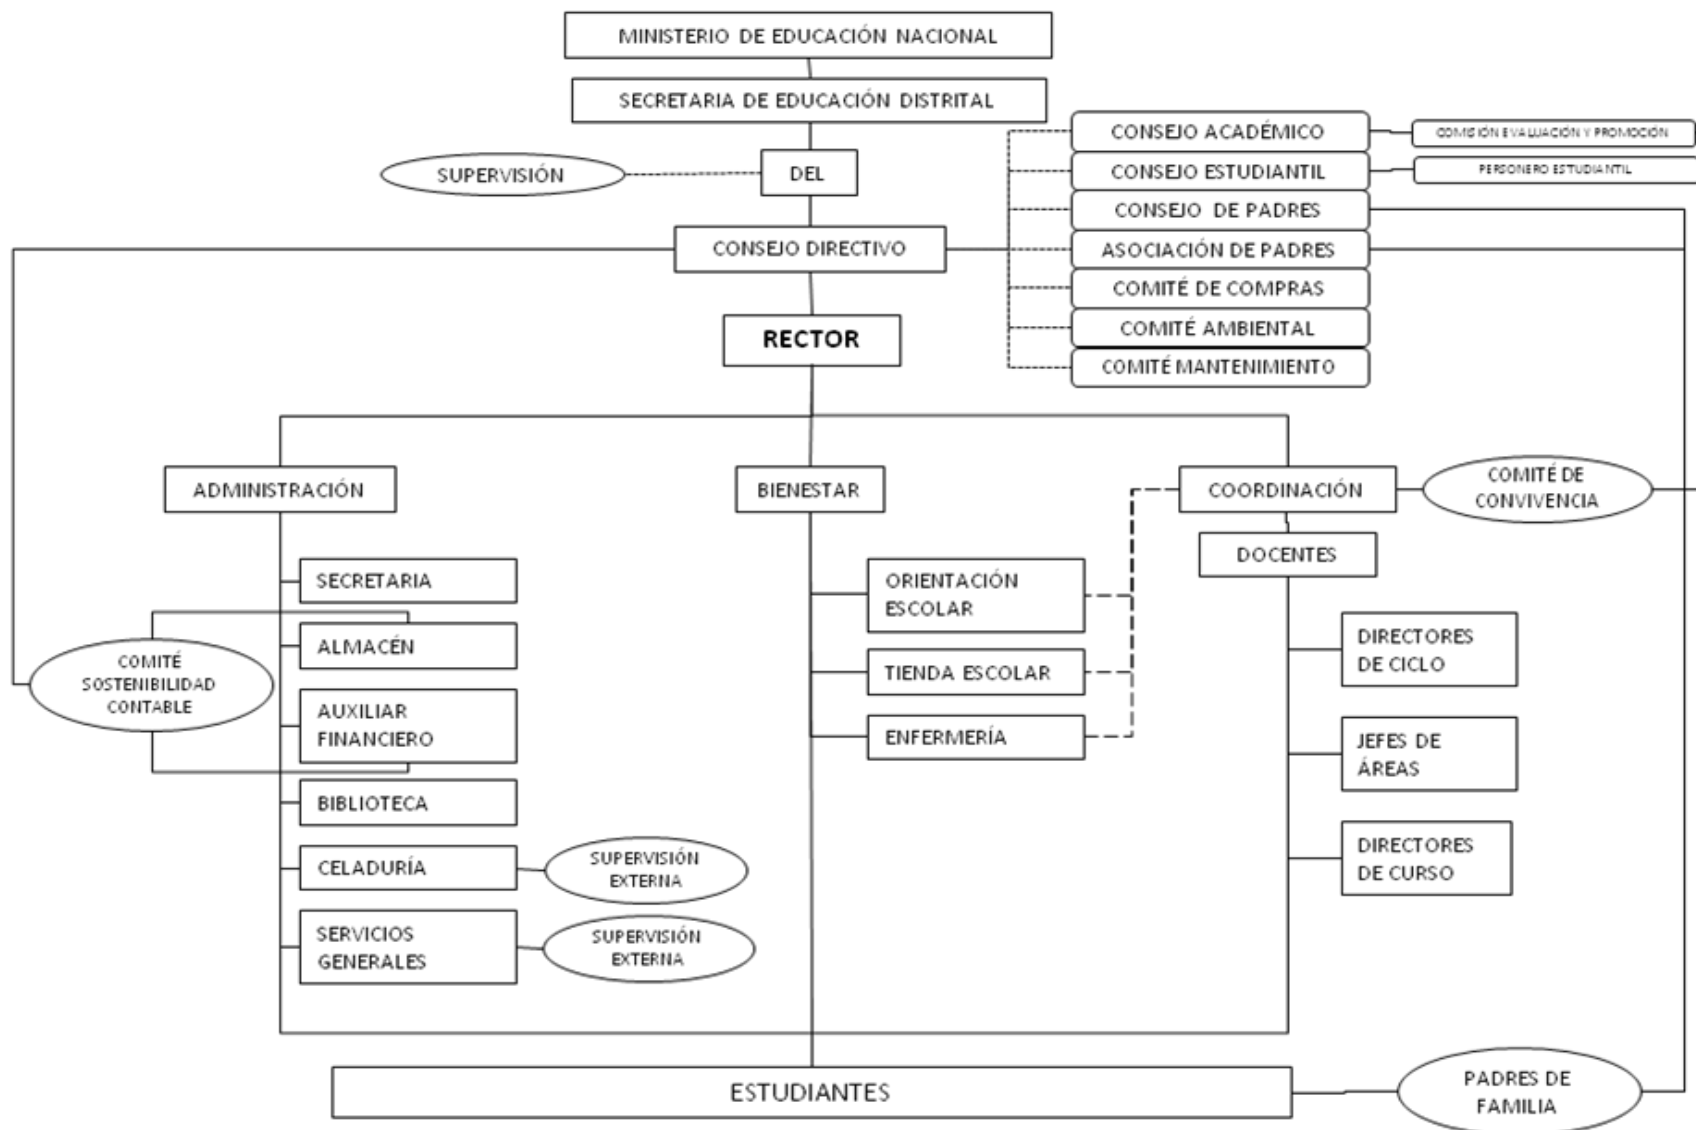 MINISTERIO DE EDUCACIÓN NACIONAL
SECRETARIA DE EDUCACIÓN DISTRITAL
SUPERVISIÓN
DEL
CONSEJO DIRECTIVO
RECTOR
CONSEJO ACADÉMICO
COMISIÓN EVALUACIÓN Y PROMOCIÓN
CONSEJO ESTUDIANTIL
PERSONERO ESTUDIANTIL
CONSEJO DE PADRES
ASOCIACIÓN DE PADRES
COMITÉ DE COMPRAS
COMITÉ AMBIENTAL
COMITÉ MANTENIMIENTO
ADMINISTRACIÓN
SECRETARIA
ALMACÉN
COMITÉ
SOSTENIBILIDAD
CONTABLE
AUXILIAR
FINANCIERO
BIBLIOTECA
CELADURÍA
SUPERVISIÓN
EXTERNA
SERVICIOS
GENERALES
SUPERVISIÓN
EXTERNA
BIENESTAR
ORIENTACIÓN
ESCOLAR
TIENDA ESCOLAR
ENFERMERÍA
COORDINACIÓN
COMITÉ DE
CONVIVENCIA
DOCENTES
DIRECTORES
DE CICLO
JEFES DE
ÁREAS
DIRECTORES
DE CURSO
ESTUDIANTES
PADRES DE
FAMILIA